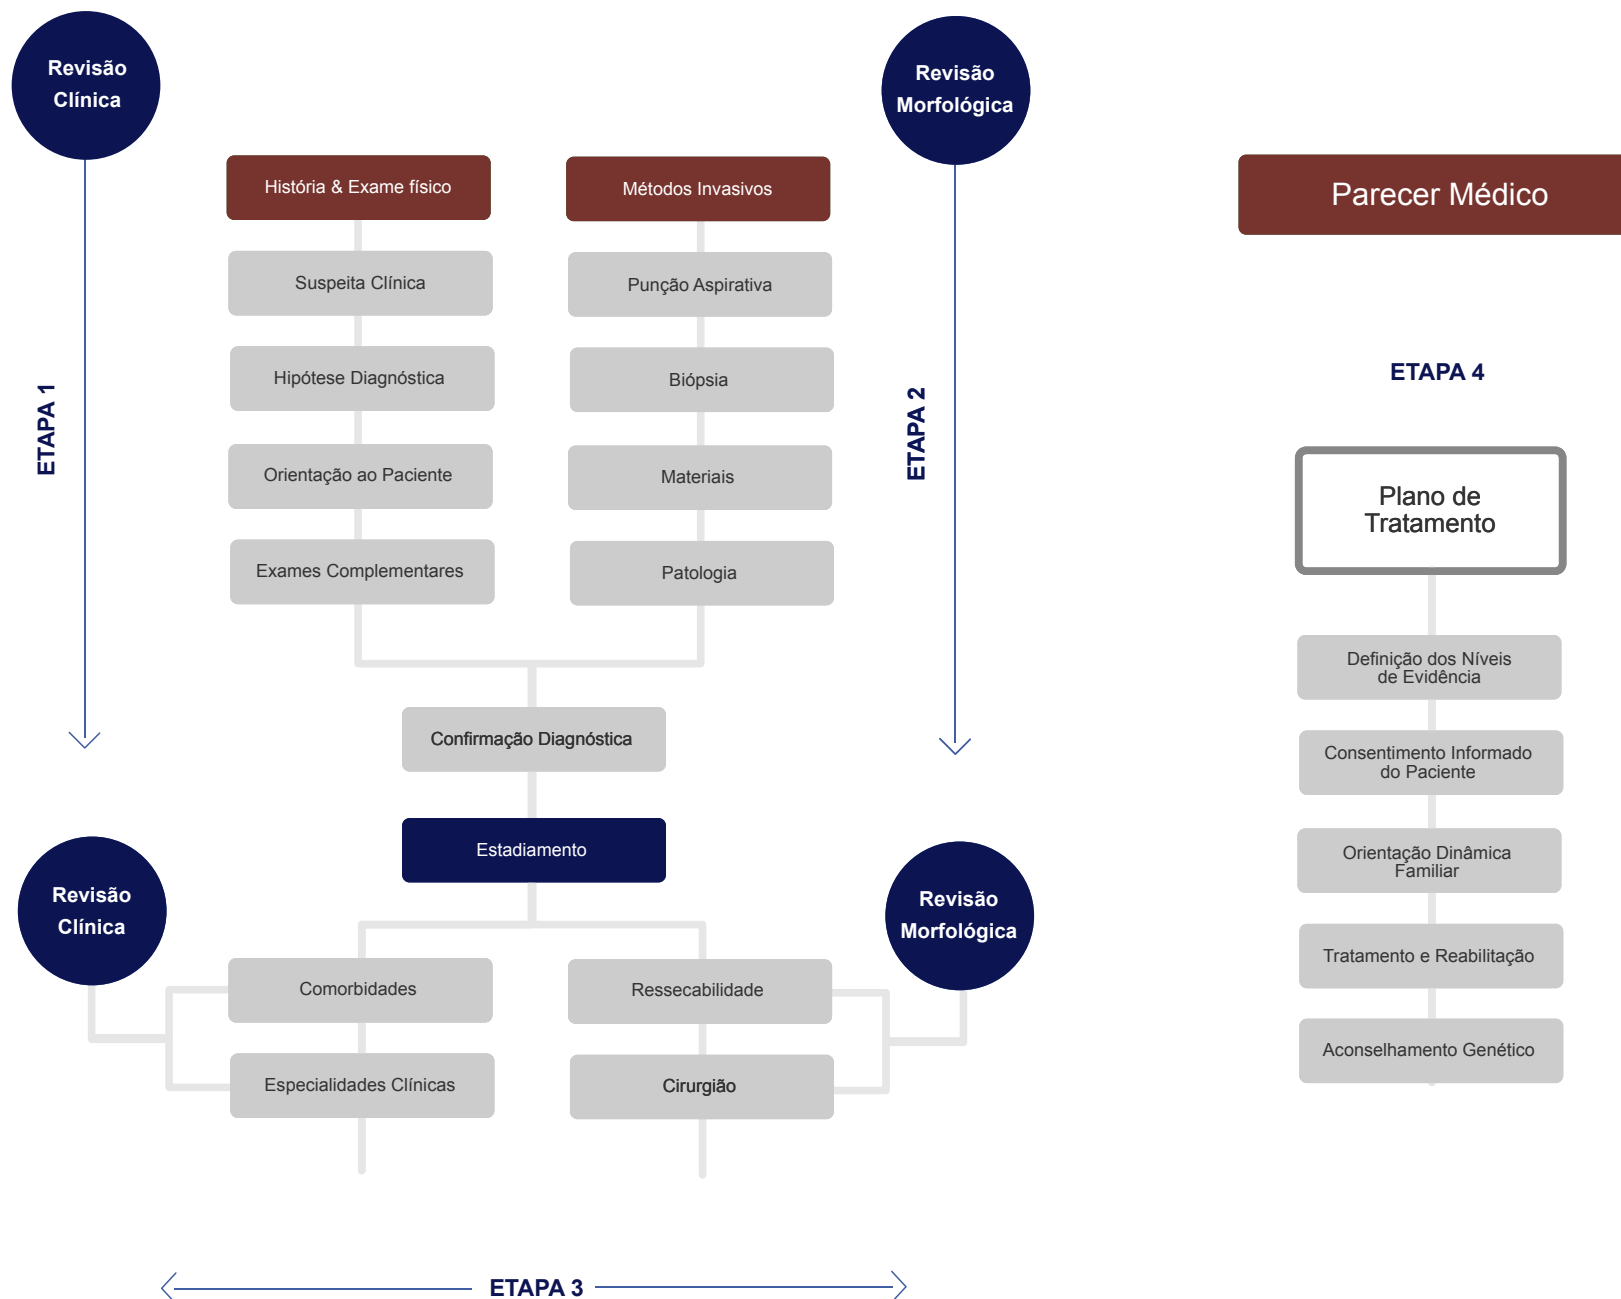 Revisão
Clínica
Revisão
Morfológica
História & Exame físico
Métodos Invasivos
Parecer Médico
Suspeita Clínica
Punção Aspirativa
Hipótese Diagnóstica
Biópsia
ETAPA 1
ETAPA 2
ETAPA 4
Orientação ao Paciente
Materiais
Plano de
Tratamento
Exames Complementares
Patologia
Definição dos Níveis
de Evidência
Confirmação Diagnóstica
Consentimento Informado
do Paciente
Estadiamento
Orientação Dinâmica
Familiar
Revisão
Clínica
Revisão
Morfológica
Comorbidades
Ressecabilidade
Tratamento e Reabilitação
Especialidades Clínicas
Cirurgião
Aconselhamento Genético
ETAPA 3